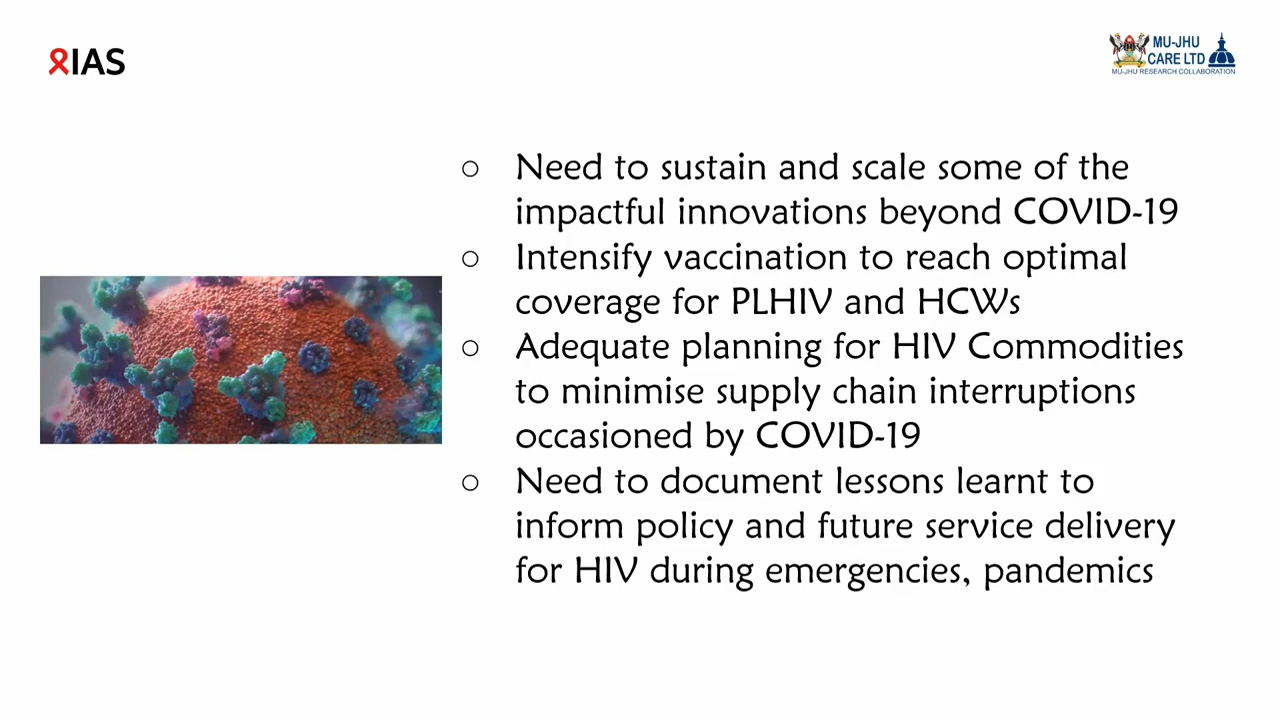 IAS
MU-JHU
CARE LTD
MU-JHU RESEARCH COLLABORATION
○ Need to sustain and scale some of the
impactful innovations beyond COVID-19
○ Intensify vaccination to reach optimal
coverage for PLHIV and HCWs
○ Adequate planning for HIV Commodities
to minimise supply chain interruptions
occasioned by COVID-19
○ Need to document lessons learnt to
inform policy and future service delivery
for HIV during emergencies, pandemics